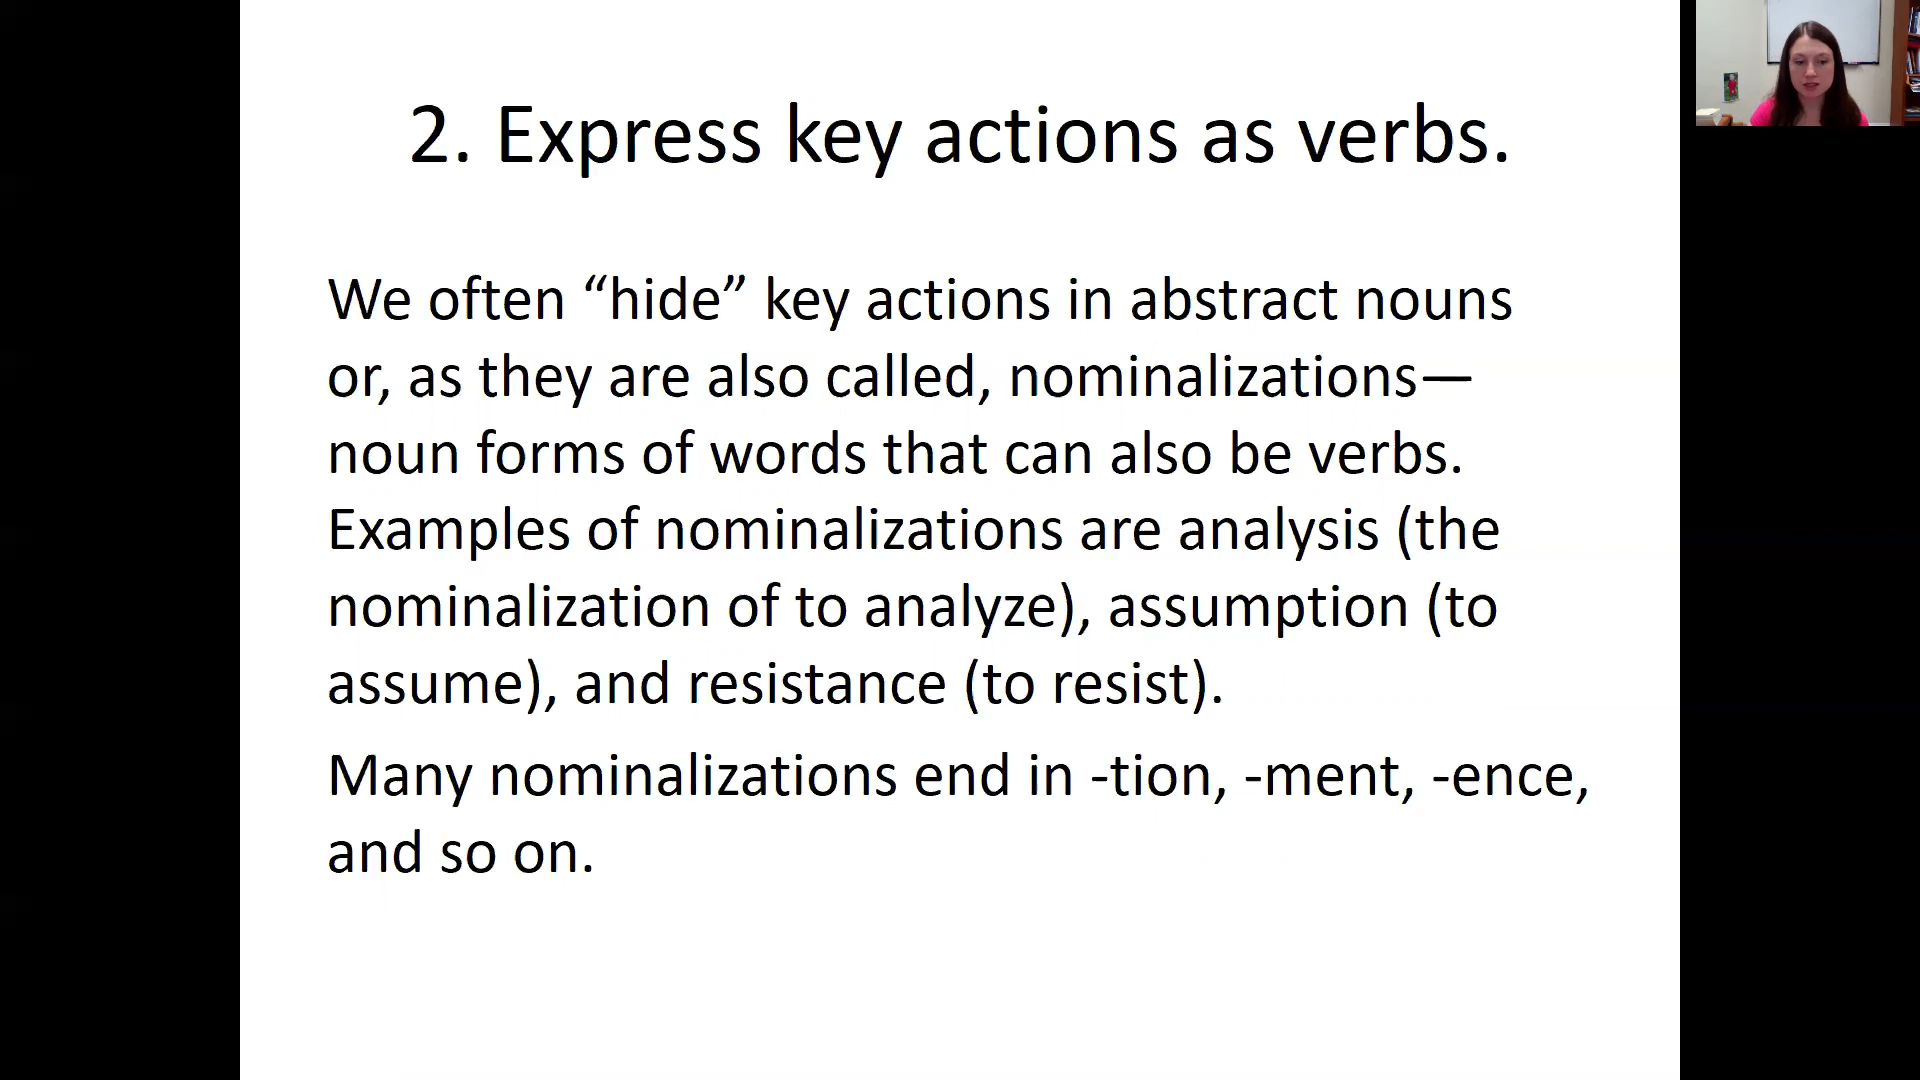 2. Express key actions as verbs.
We often “hide” key actions in abstract nouns
or, as they are also called, nominalizations—
noun forms of words that can also be verbs.
Examples of nominalizations are analysis (the
nominalization of to analyze), assumption (to
assume), and resistance (to resist).
Many nominalizations end in -tion, -ment, -ence,
and so on.